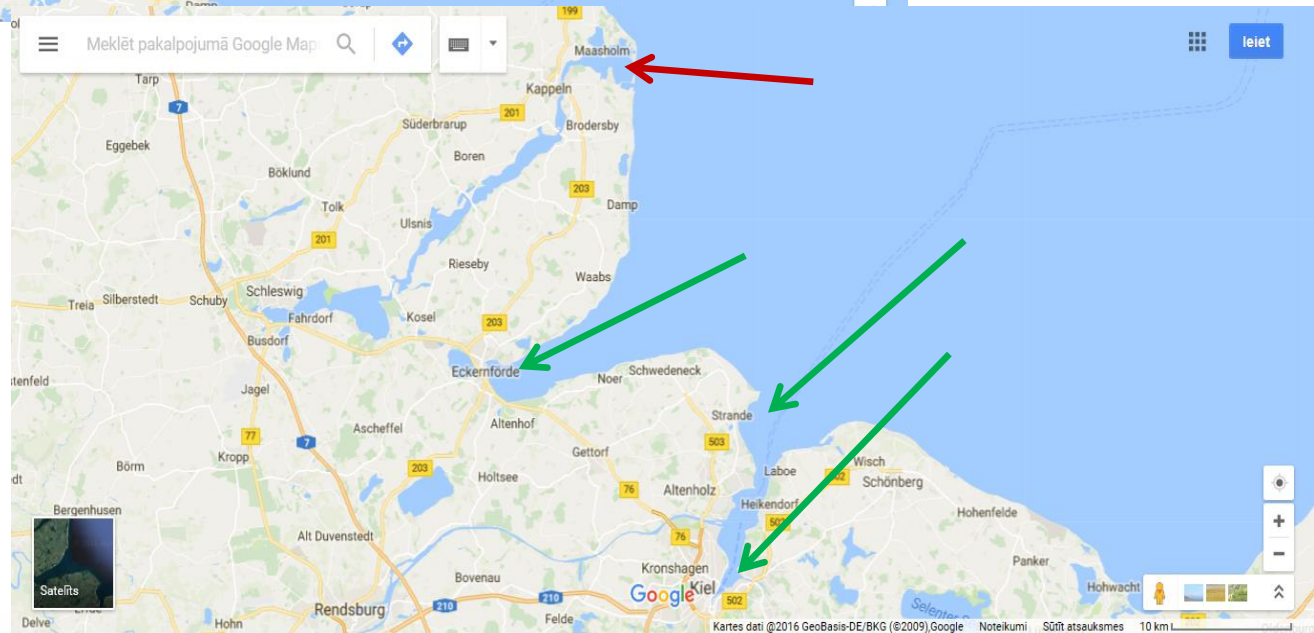 199
Meklēt pakalpojumā Google Map
Ieiet
Maasholm
Tarp
7
Kappeln
201
Süderbrarup
Brodersby
Eggebek
Boren
Böklund
203
Damp
Tolk
Ulsnis
201
Rieseby
Waabs
Schleswig
Treia
Silberstedt
Schuby
Fahrdorf
Kosel
203
Busdorf
Eckernförde
Noer
Schwedeneck
tenfeld
Jagel
Strande
Altenhof
Ascheffel
77
7
503
Gettorf
Kropp
Börm
203
Holtsee
Laboe
Wisch
Schönberg
76
Altenholz
dt
Heikendorf
Bergenhusen
Hohenfelde
Alt Duvenstedt
76
Panker
Kronshagen
Bovenau
Hohwacht
Satelīts
Google
Kiel
502
210
210
Rendsburg
Felde
Hohn
Delve
Kartes dati @2016 GeoBasis-DE/BKG (©2009),Google Noteikumi Sūtīt atsauksmes 10 km